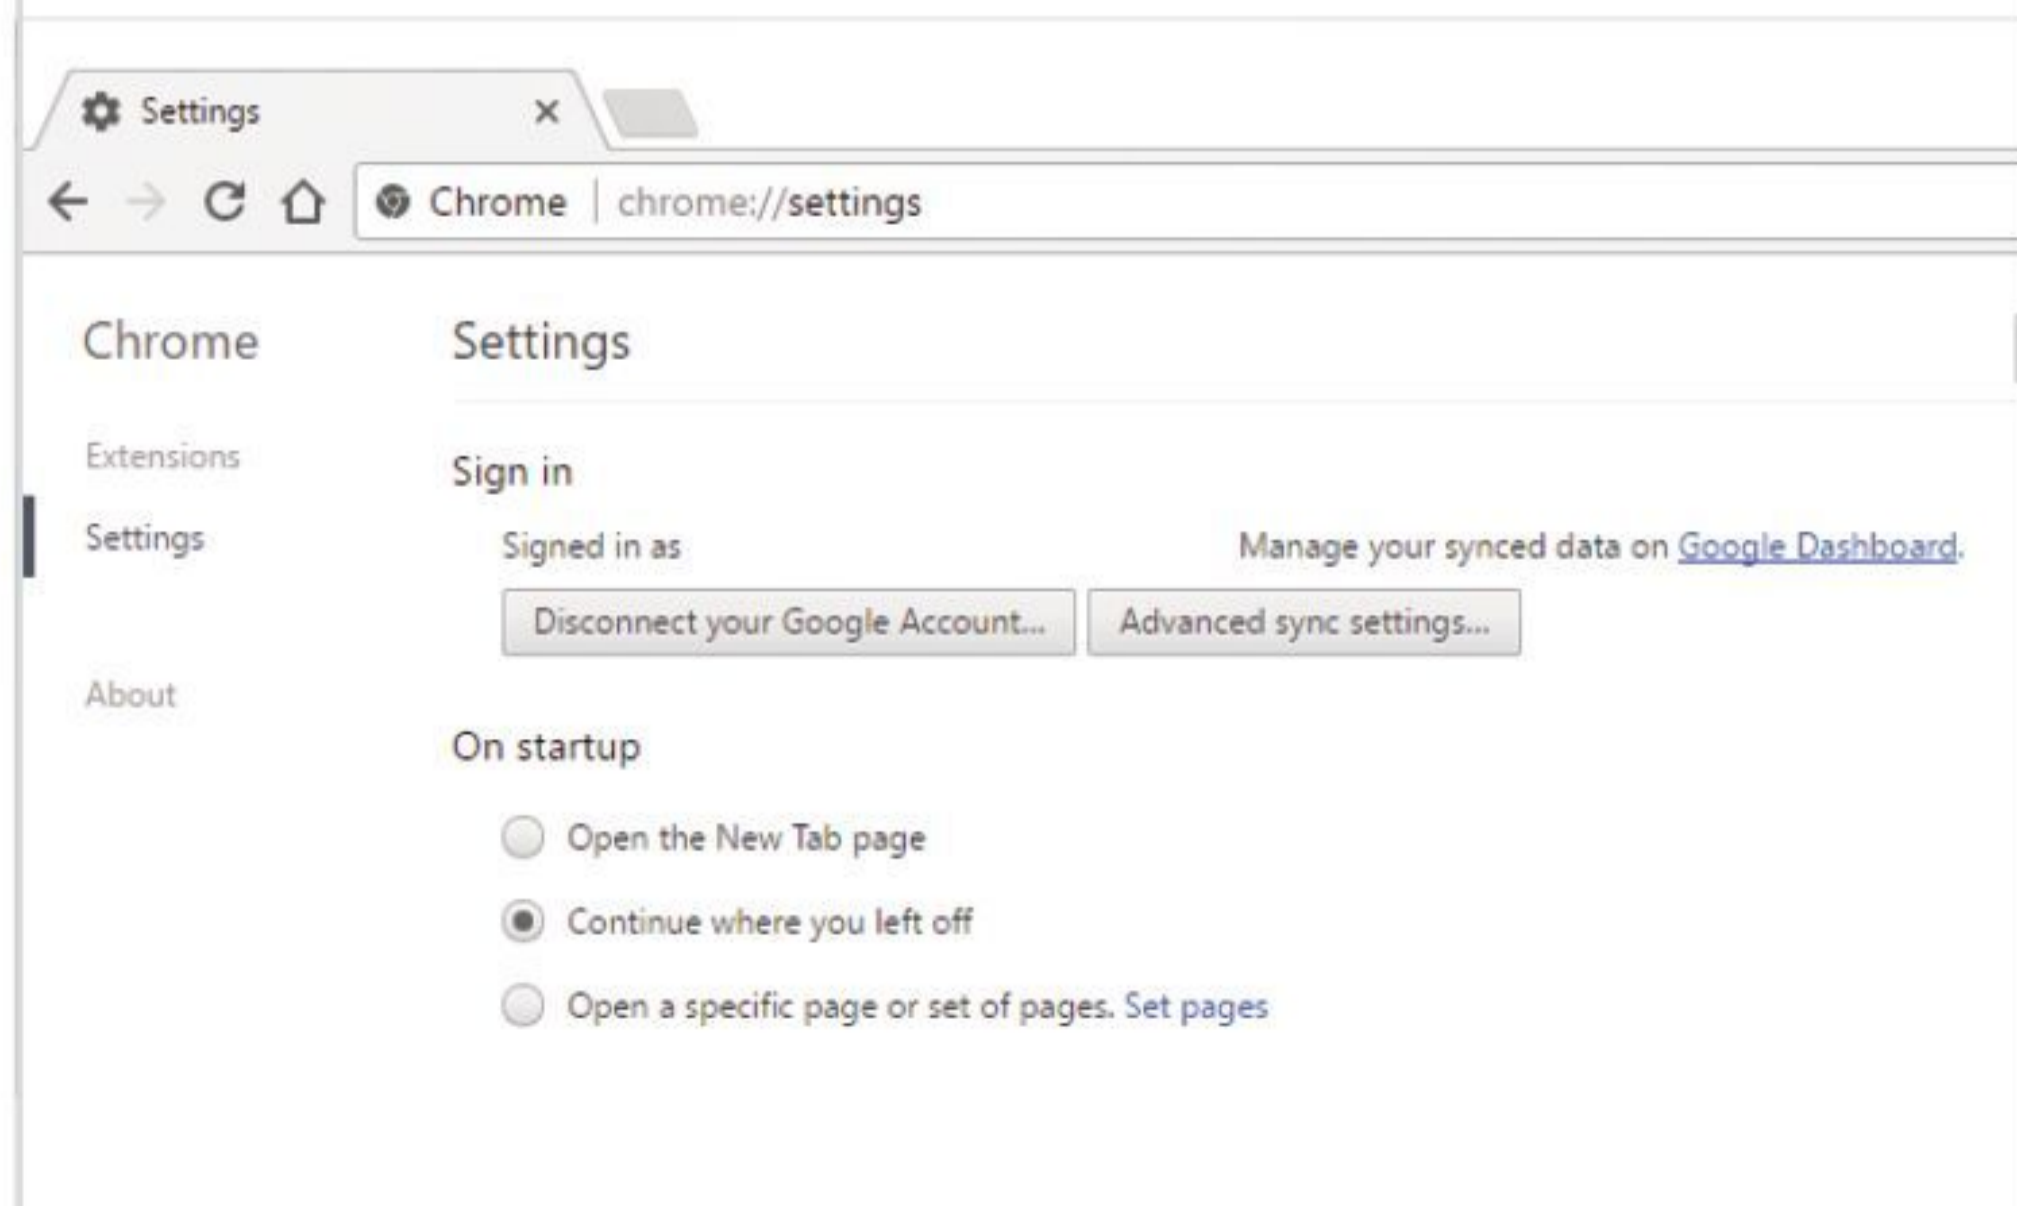 Settings
Chrome | chrome://settings
Chrome
Extensions
Settings
About
Settings
Sign in
Signed in as
Manage your synced data on Google Dashboard.
Disconnect your Google Account... Advanced sync settings...
On startup
Open the New Tab page
Continue where you left off
Open a specific page or set of pages. Set pages